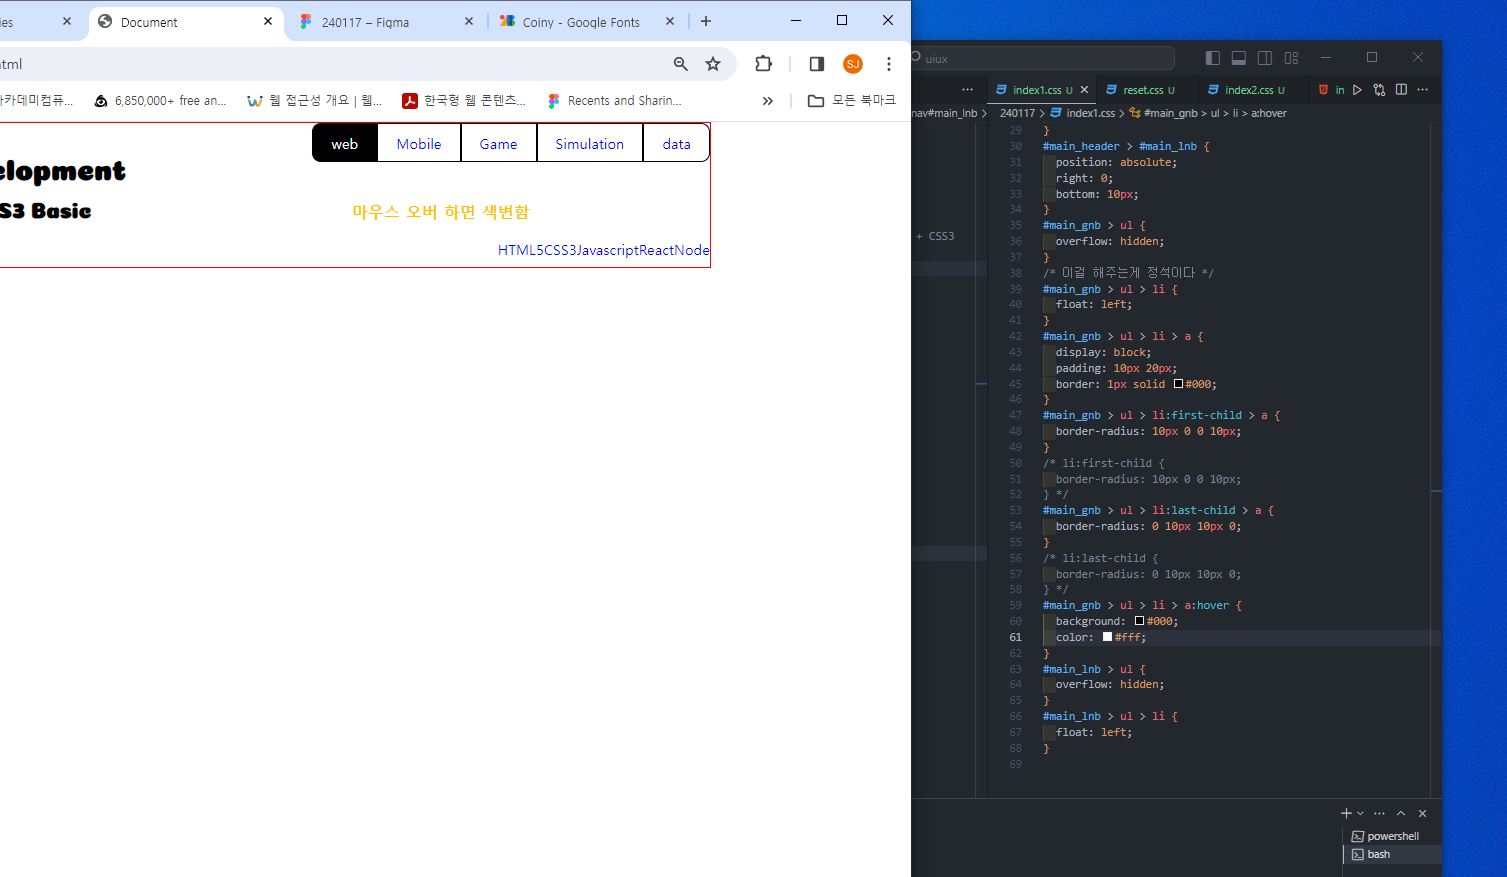 ies
Document
240117 – Figma
Coiny - Google Fonts
html
SJ
카데미컴퓨...
6,850,000+ free an...
웹 접근성 개요 | 웹...
한국형 웹 콘텐츠...
Recents and Sharin...
모든 북마크
web
Mobile
Game
Simulation
data
elopment
S3 Basic
마우스 오버 하면 색변함
HTML5CSS3JavascriptReactNode
uiux
index1.css U
reset.css U
index2.css U
in
nav#main_lnb >
240117 > index1.css > #main_gnb > ul > li > a:hover
+ CSS3
29 }
30 #main_header > #main_lnb {
31 position: absolute;
32 right: 0;
33 bottom: 10px;
34 }
35 #main_gnb > ul {
36 overflow: hidden;
37 }
38 /* 이걸 해주는게 정석이다 */
39 #main_gnb > ul > li {
40 float: left;
41 }
42 #main_gnb > ul > li > a {
43 display: block;
44 padding: 10px 20px;
45 border: 1px solid #000;
46 }
47 #main_gnb > ul > li:first-child > a {
48 border-radius: 10px 0 0 10px;
49 }
50 /* li:first-child {
51 border-radius: 10px 0 0 10px;
52 } */
53 #main_gnb > ul > li:last-child > a {
54 border-radius: 0 10px 10px 0;
55 }
56 /* li:last-child {
57 border-radius: 0 10px 10px 0;
58 } */
59 #main_gnb > ul > li > a:hover {
60 background: #000;
61 color: #fff;
62 }
63 #main_lnb > ul {
64 overflow: hidden;
65 }
66 #main_lnb > ul > li {
67 float: left;
68 }
69
powershell
bash